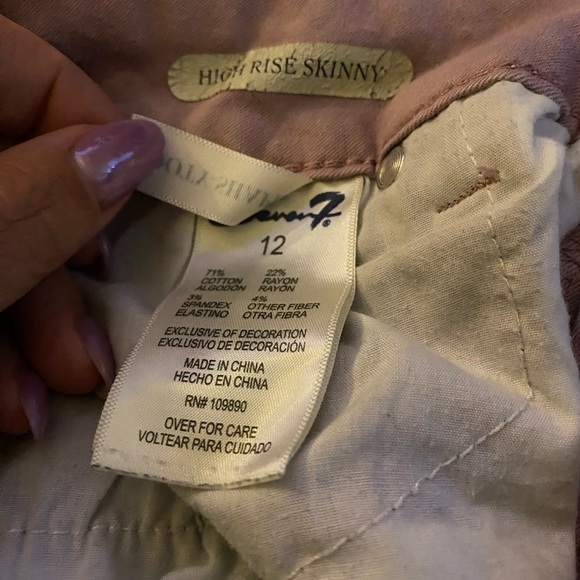 HIGH RISE SKINNY
12
71% 22%
COTTON RAYON
ALGODON RAYÓN
3% 4%
SPANDEX OTHER FIBER
ELASTINO OTRA FIBRA
EXCLUSIVE OF DECORATION
EXCLUSIVO DE DECORACIÓN
MADE IN CHINA
HECHO EN CHINA
RN# 109890
OVER FOR CARE
VOLTEAR PARA CUIDADO